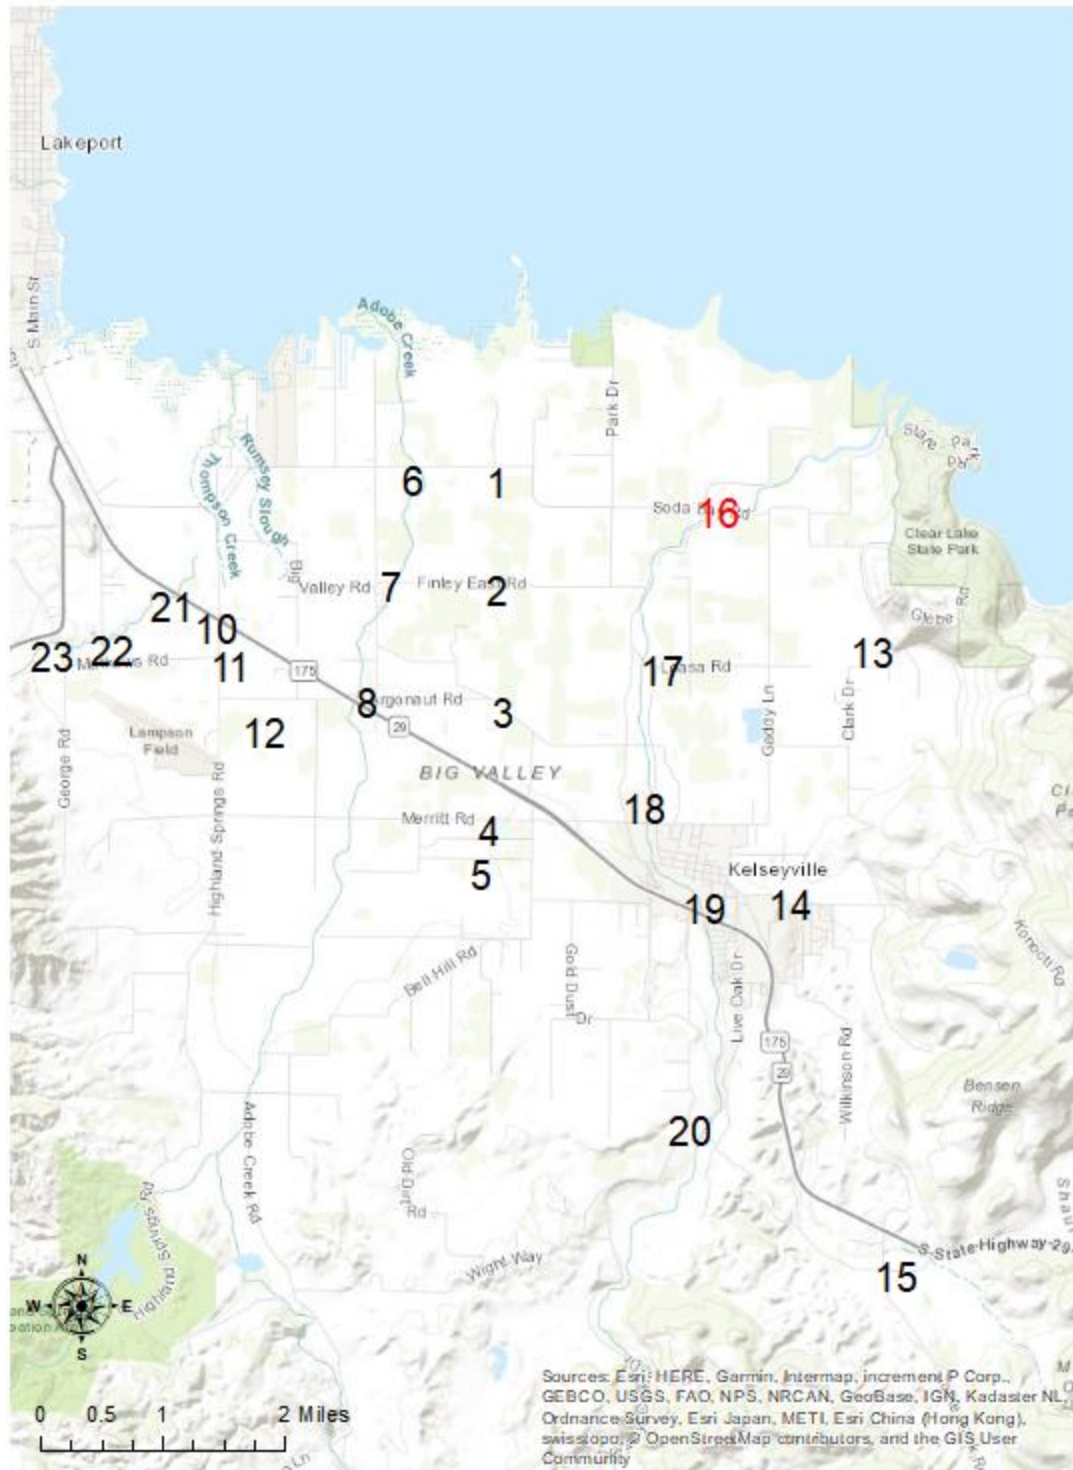 Lakeport
S Main St
Adobe Creek
Park Dr
State Park Rd
Rumsey Slough
Thompson Creek
6
1
Soda Bay Rd
16
Clear Lake
State Park
Big
Valley Rd
7
Finley East Rd
2
Glebe Rd
21
10
23
22
Rd
11
175
17
Rd
13
8
Argonaut Rd
3
29
Gaddy Ln
Clark Dr
12
Lampson
Field
George Rd
Highland Springs Rd
BIG VALLEY
Merritt Rd
4
18
5
Kelseyville
19
14
Bell Hill Rd
Gold Dust
Dr
Live Oak Dr
Konocti Rd
175
29
Wilkinson Rd
Bensen
Ridge
20
Adobe Creek Rd
Old Dirt
Rd
Highland Springs Rd
Wight Way
S State Highway 29
15
N
W
E
S
0 0.5 1 2 Miles
Sources: Esri, HERE, Garmin, Intermap, increment P Corp.,
GEBCO, USGS, FAO, NPS, NRCAN, GeoBase, IGN, Kadaster NL,
Ordnance Survey, Esri Japan, METI, Esri China (Hong Kong),
swisstopo, © OpenStreetMap contributors, and the GIS User
Community